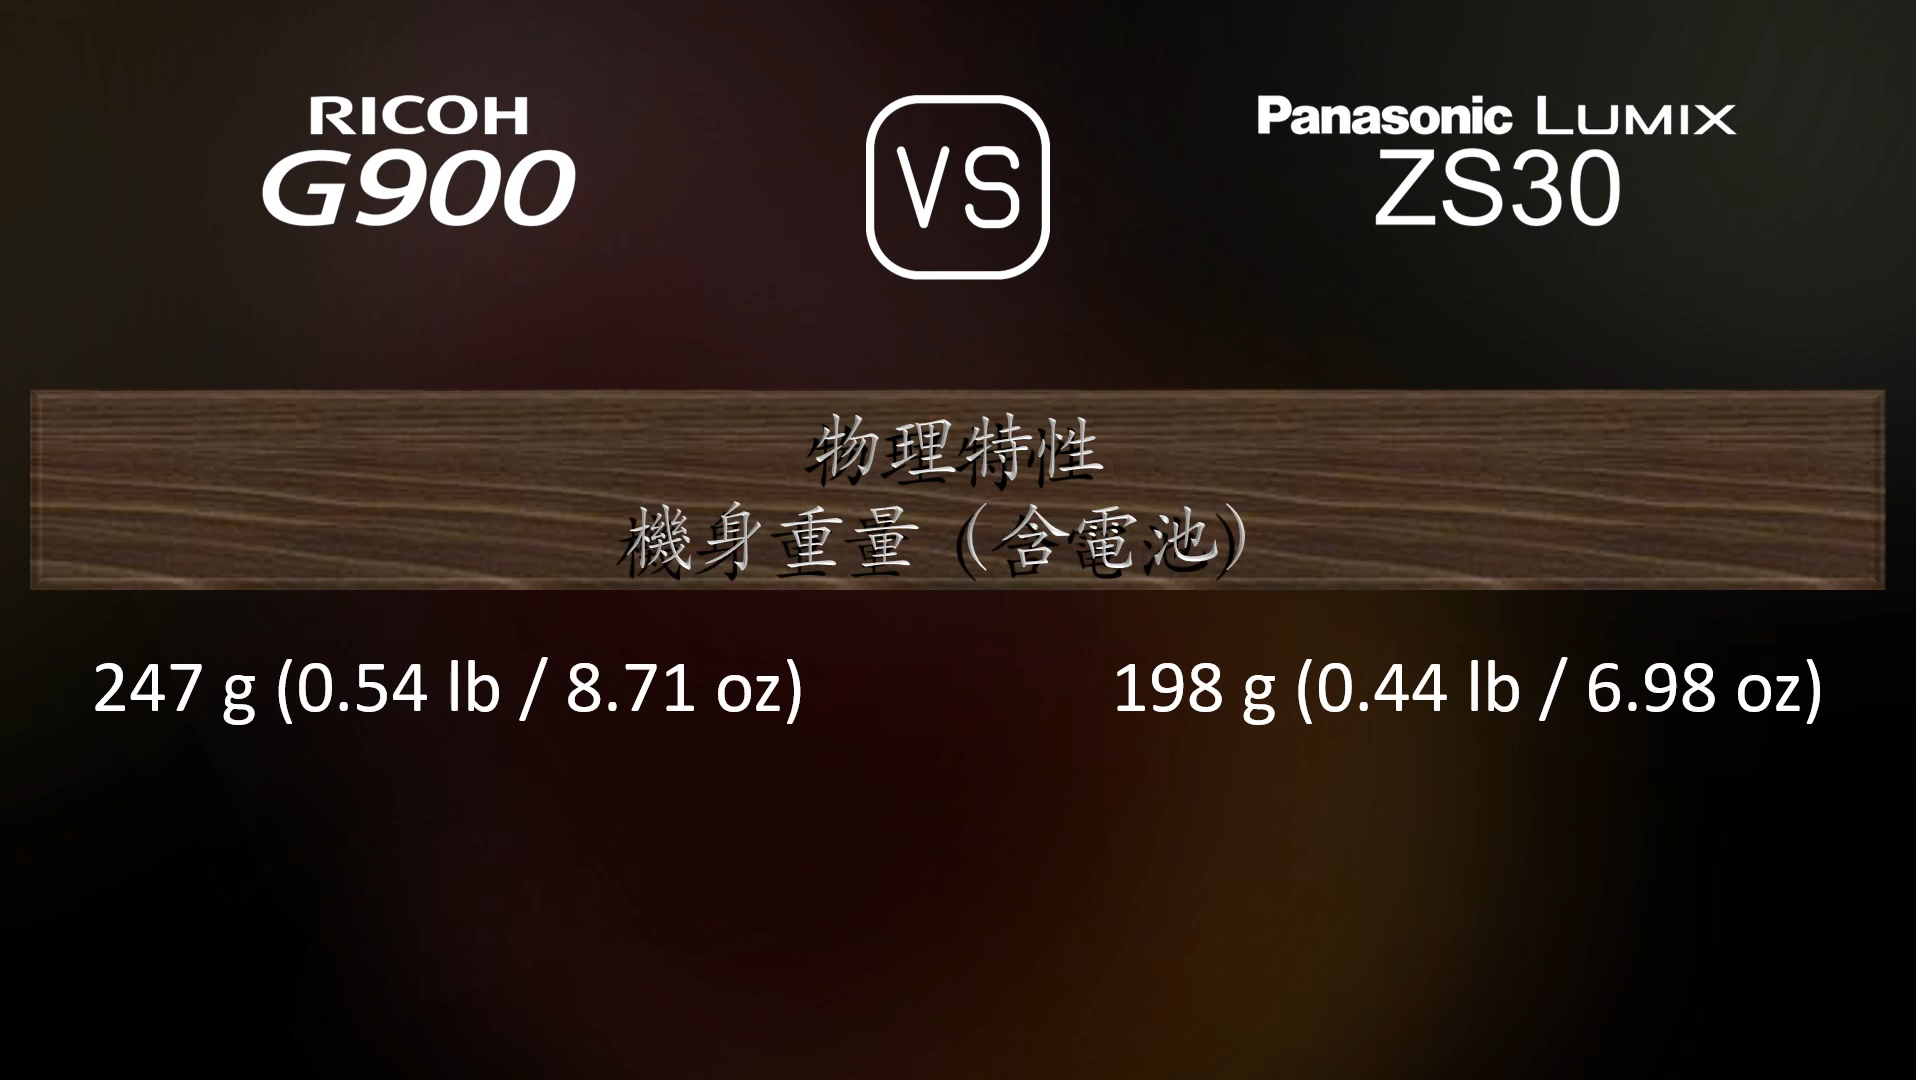 RICOH
G900
VS
Panasonic LUMIX
ZS30
物理特性
機身重量（含電池）
247 g (0.54 lb / 8.71 oz)
198 g (0.44 lb / 6.98 oz)